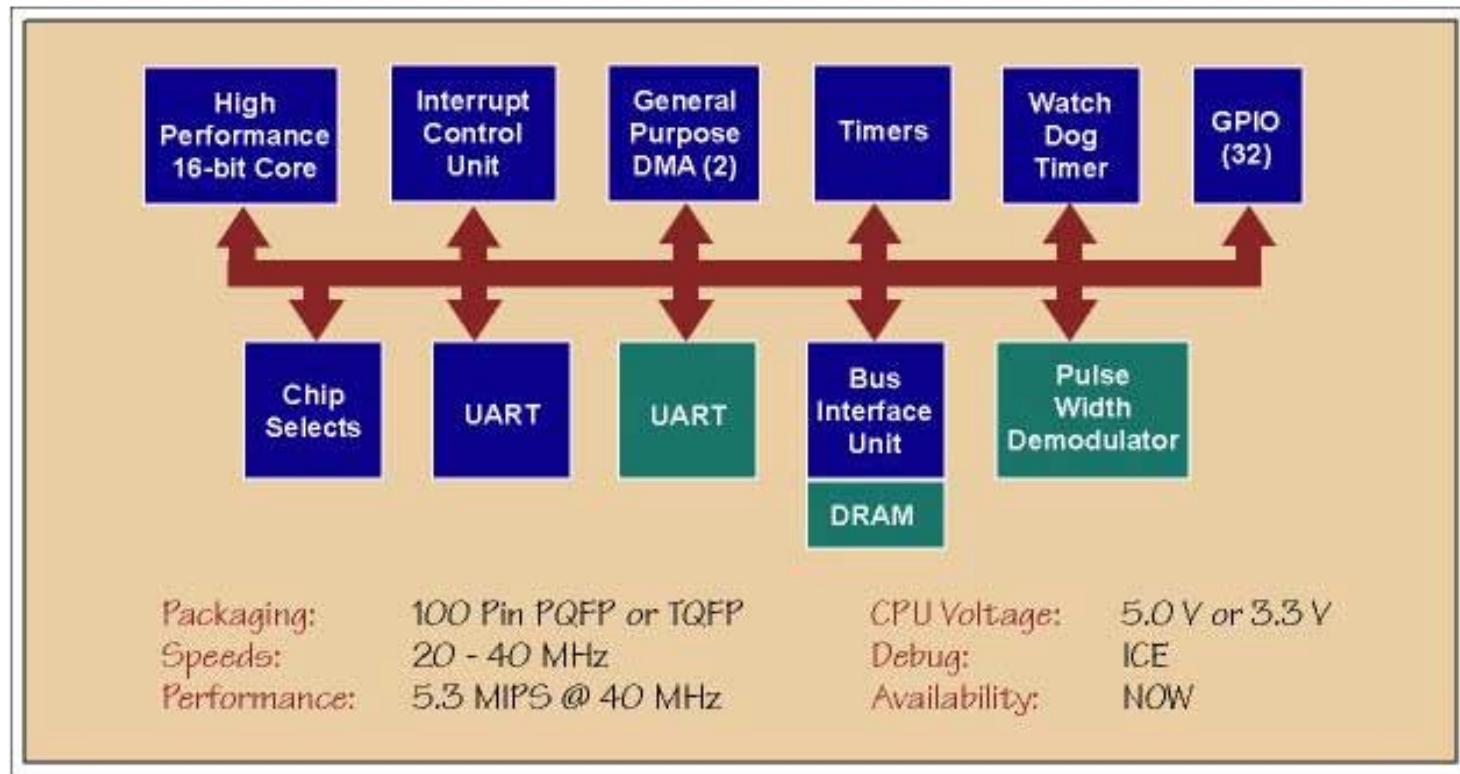 High
Performance
16-bit Core
Interrupt
Control
Unit
General
Purpose
DMA (2)
Timers
Watch
Dog
Timer
GPIO
(32)
Chip
Selects
UART
UART
Bus
Interface
Unit
DRAM
Pulse
Width
Demodulator
Packaging: 100 Pin PQFP or TQFP
Speeds: 20 - 40 MHz
Performance: 5.3 MIPS @ 40 MHz
CPU Voltage: 5.0 V or 3.3 V
Debug: ICE
Availability: NOW